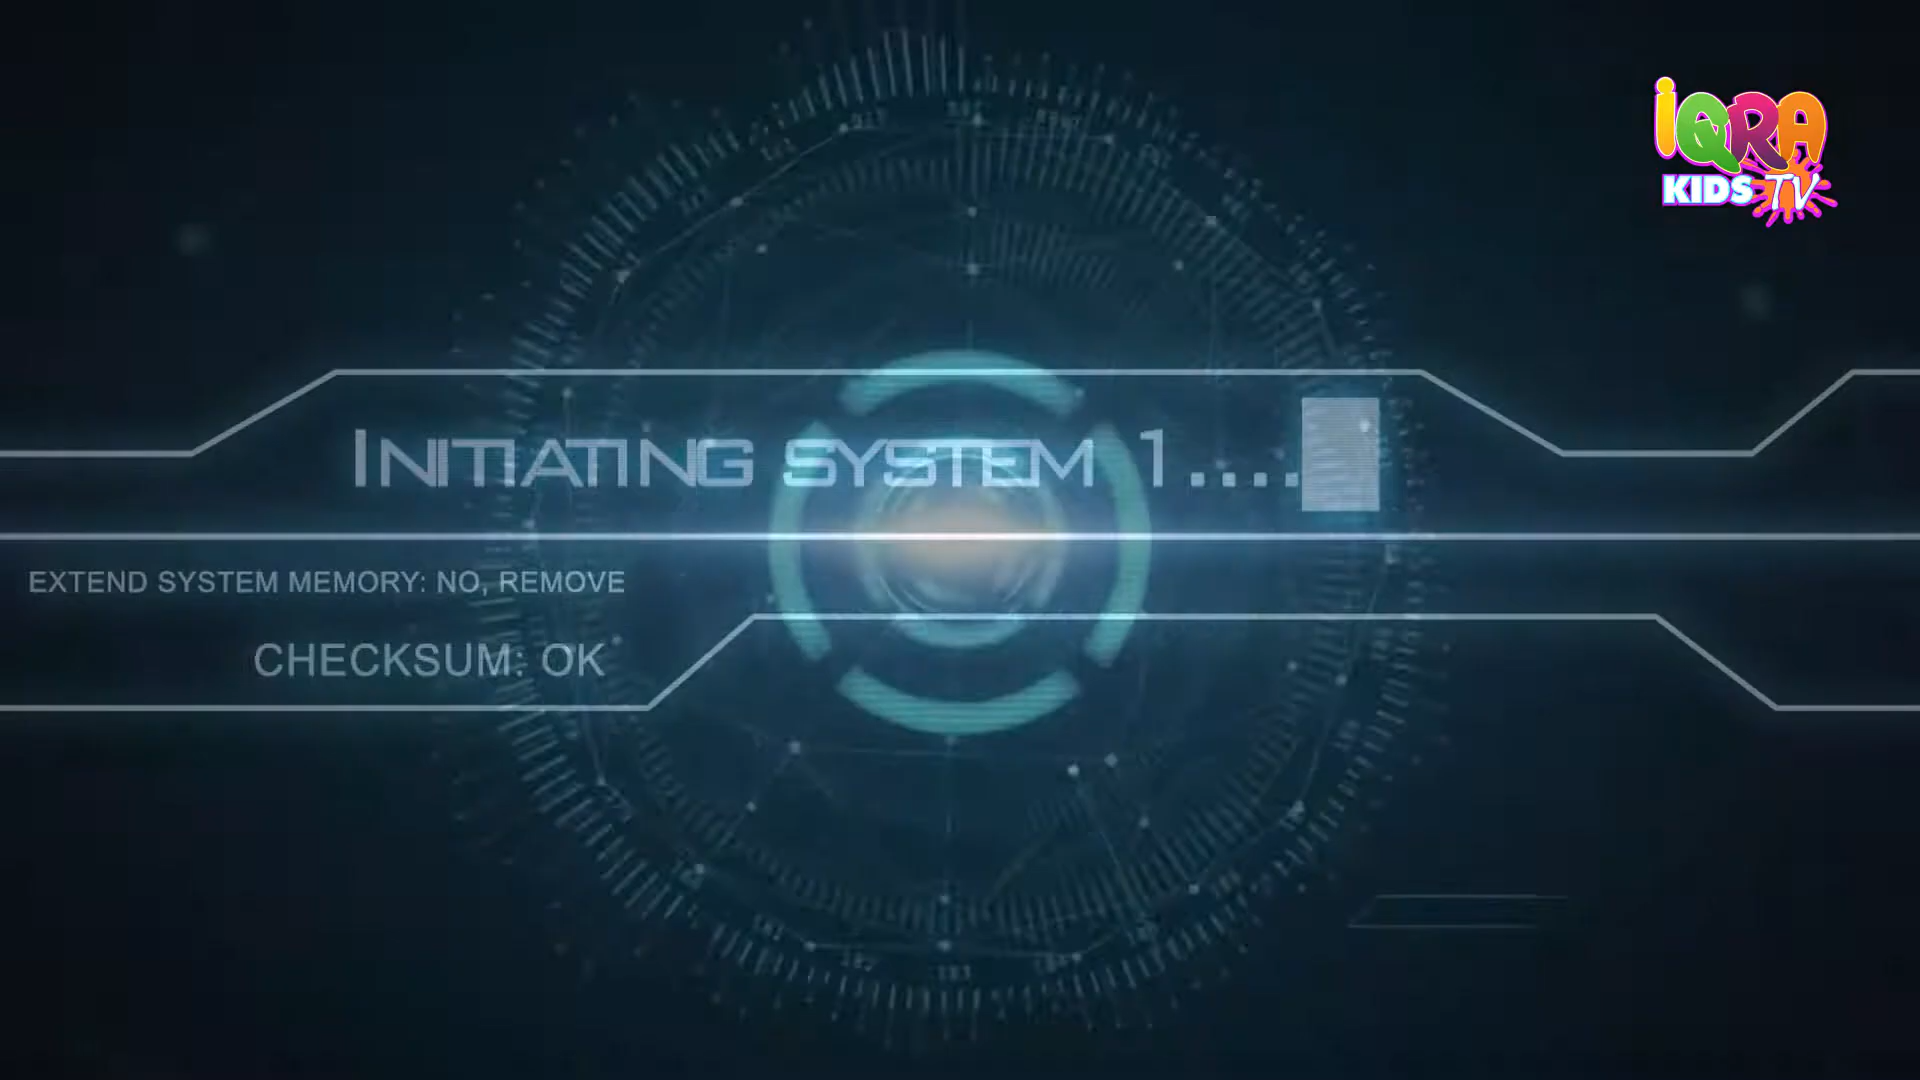 iQRA
KIDS TV
INITIATING SYSTEM 1....
EXTEND SYSTEM MEMORY: NO, REMOVE
CHECKSUM: OK